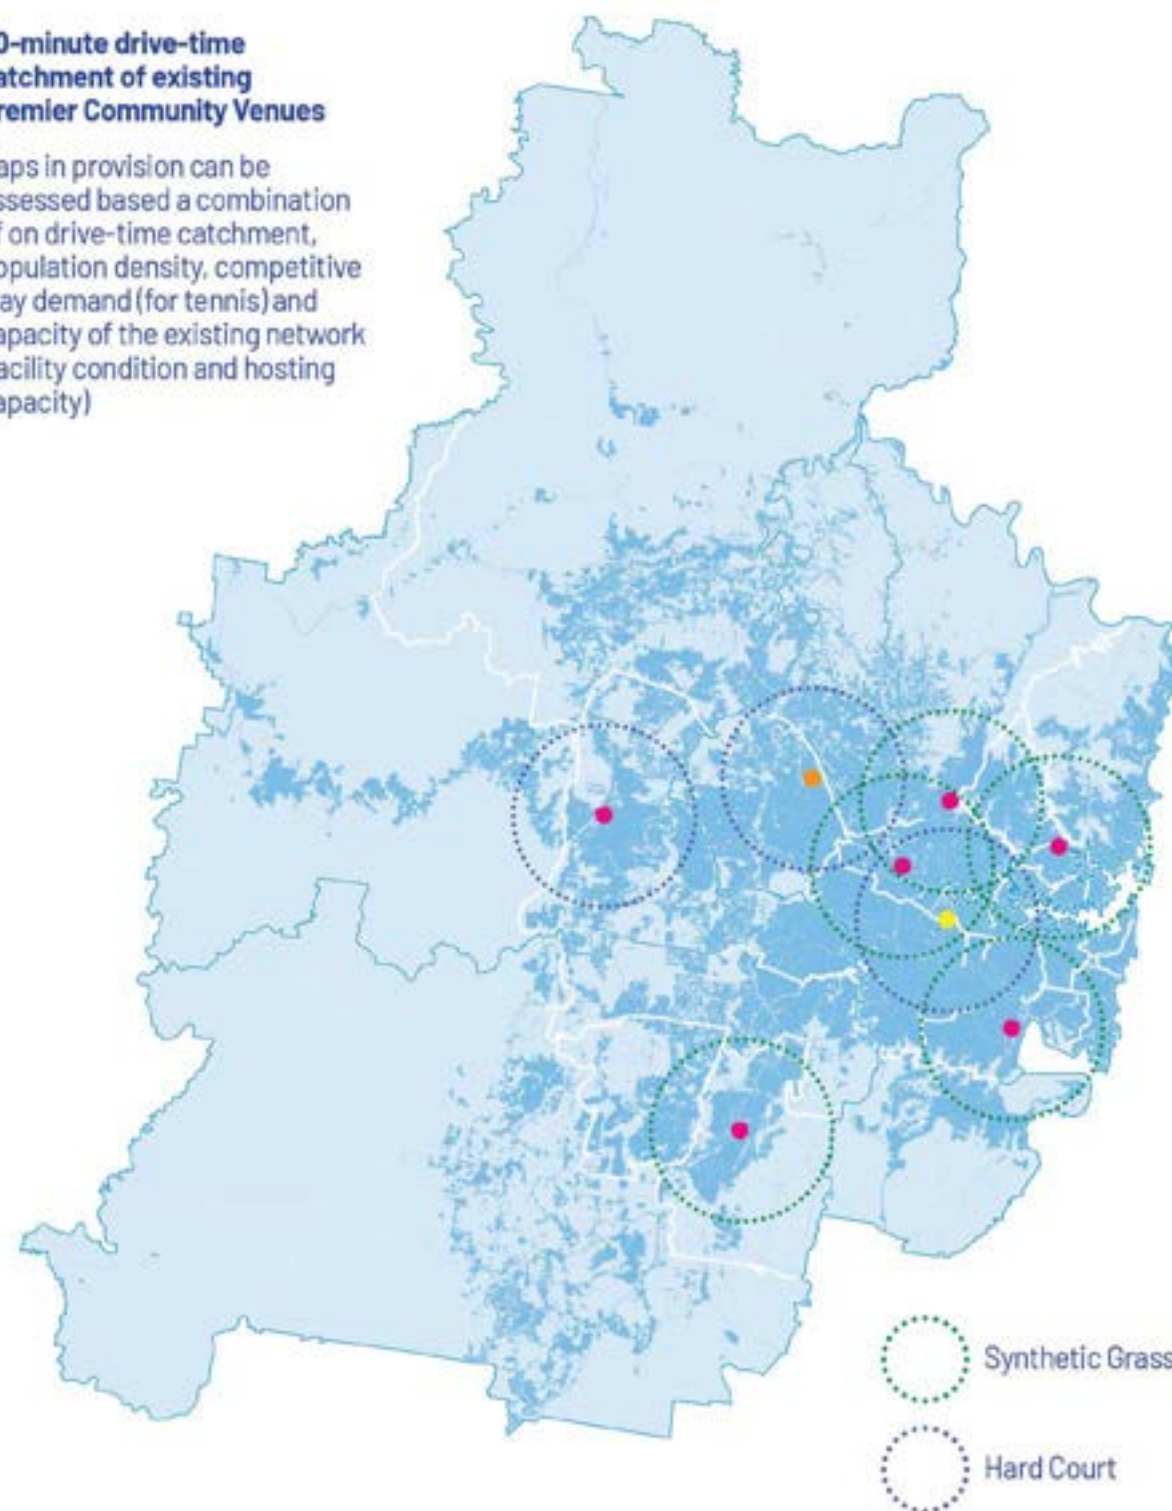 0-minute drive-time
atchment of existing
remier Community Venues
aps in provision can be
ssessed based a combination
f on drive-time catchment,
opulation density, competitive
lay demand (for tennis) and
apacity of the existing network
acility condition and hosting
apacity)
Synthetic Grass
Hard Court